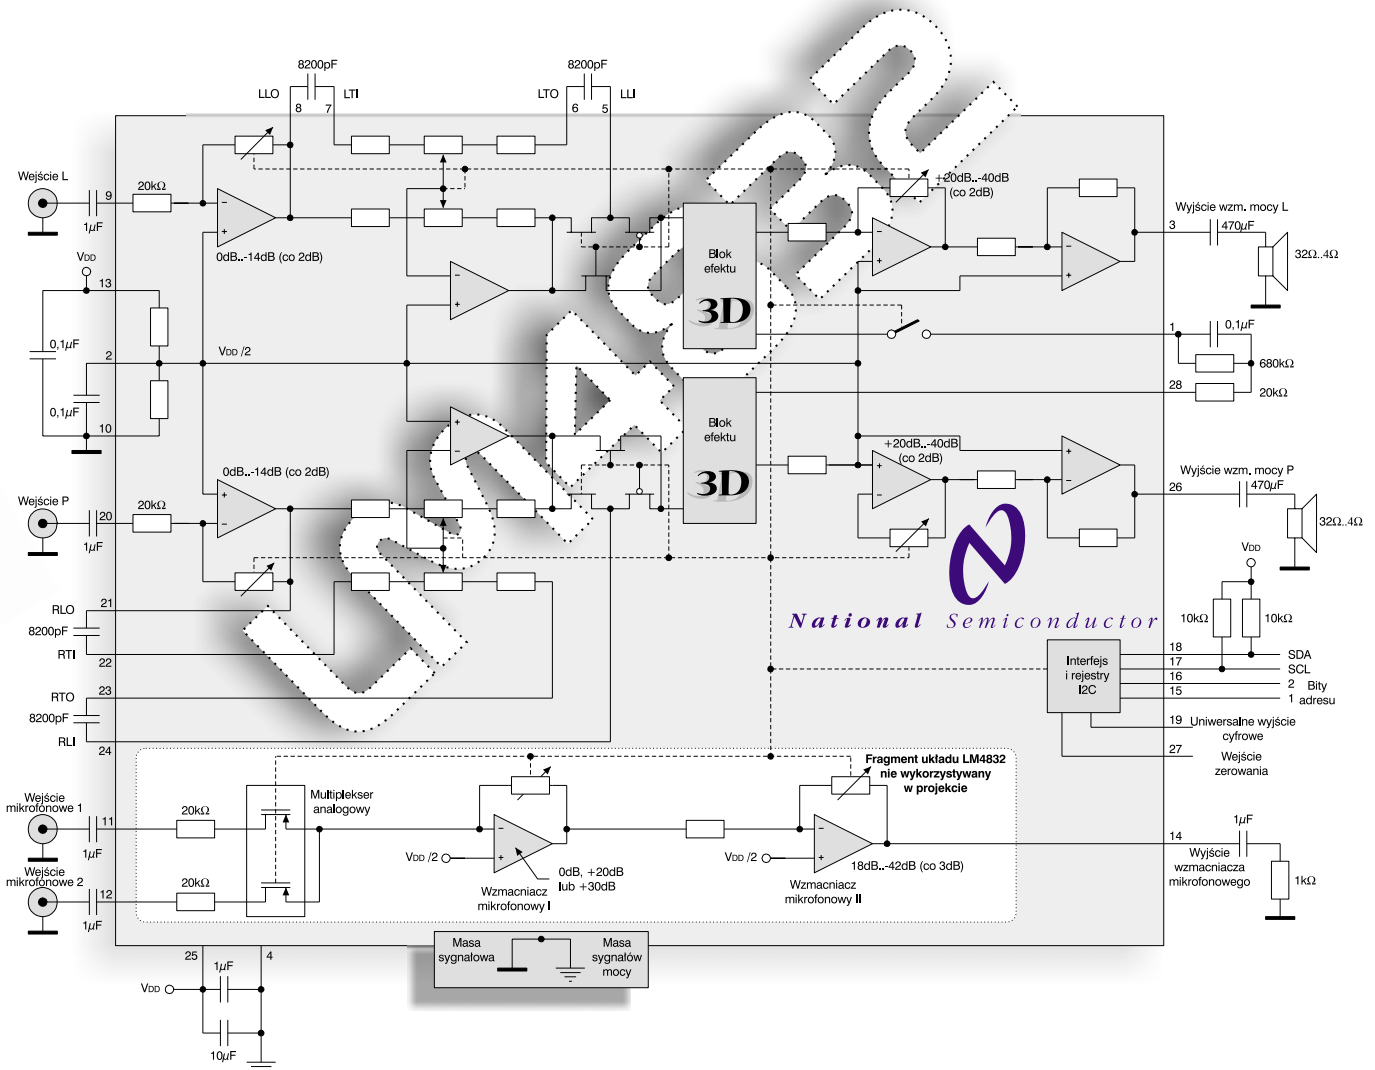 8200pF
8200pF
LLO
LTI
LTO
LLI
8
7
6
5
Wejście L
9
20kΩ
1µF
0dB..-14dB (co 2dB)
+20dB..-40dB
(co 2dB)
Wyjście wzm. mocy L
3
470µF
32Ω..4Ω
VDD
13
0,1µF
2
VDD /2
0,1µF
10
Blok
efektu
3D
1
0,1µF
680kΩ
28
20kΩ
Blok
efektu
3D
LM4832
0dB..-14dB (co 2dB)
+20dB..-40dB
(co 2dB)
Wejście P
20
20kΩ
1µF
Wyjście wzm. mocy P
26
470µF
32Ω..4Ω
National Semiconductor
VDD
10kΩ
10kΩ
21
RLO
8200pF
RTI
22
RTO
23
8200pF
RLI
24
Interfejs
i rejestry
I2C
18
SDA
17
SCL
16
2
Bity
15
1
adresu
19
Uniwersalne wyjście
cyfrowe
27
Wejście
zerowania
Fragment układu LM4832
nie wykorzystywany
w projekcie
Wejście
mikrofonowe 1
11
1µF
20kΩ
Multiplekser
analogowy
Wejście
mikrofonowe 2
12
1µF
20kΩ
VDD /2
0dB, +20dB
lub +30dB
Wzmacniacz
mikrofonowy I
VDD /2
18dB..-42dB (co 3dB)
Wzmacniacz
mikrofonowy II
14
1µF
Wyjście
wzmacniacza
mikrofonowego
1kΩ
Masa
sygnałowa
Masa
sygnałów
mocy
25
4
1µF
VDD
10µF